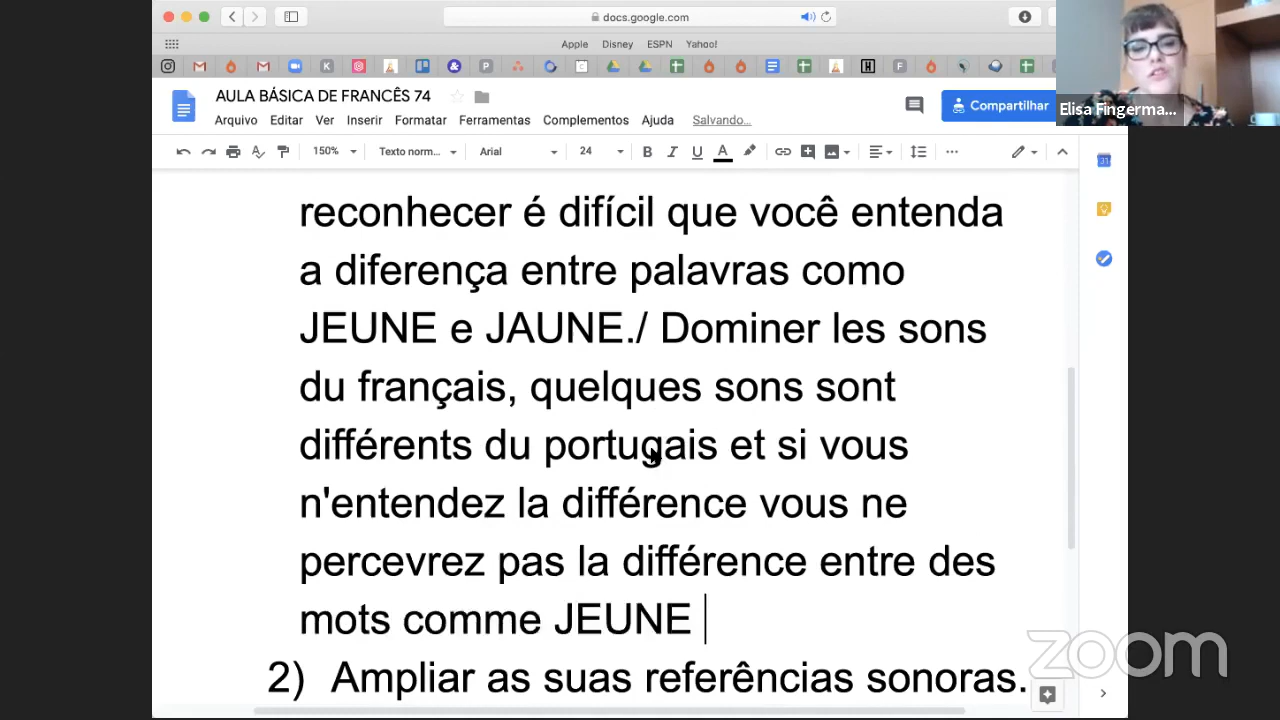 docs.google.com
Apple Disney ESPN Yahoo!
AULA BÁSICA DE FRANCÊS 74
Compartilhar
Elisa Fingerma...
Arquivo Editar Ver Inserir Formatar Ferramentas Complementos Ajuda Salvando...
150% Texto norm... Arial 24 B I U A
reconhecer é difícil que você entenda
a diferença entre palavras como
JEUNE e JAUNE./ Dominer les sons
du français, quelques sons sont
différents du portugais et si vous
n'entendez la différence vous ne
percevrez pas la différence entre des
mots comme JEUNE
2) Ampliar as suas referências sonoras.
zoom